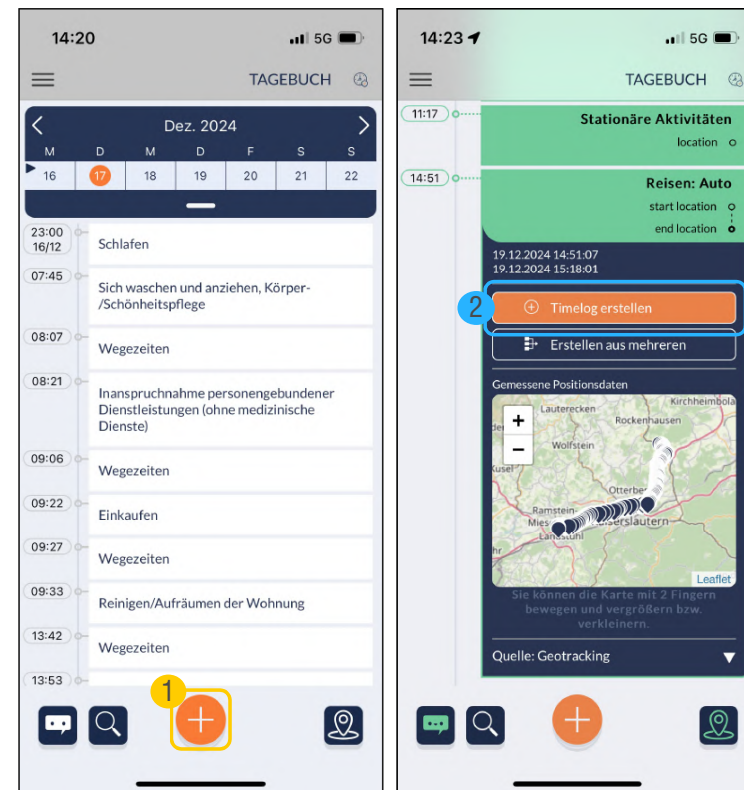 14:20
5G
TAGEBUCH
Dez. 2024
M D M D F S S
16 17 18 19 20 21 22
23:00
16/12
Schlafen
07:45
Sich waschen und anziehen, Körper-
/Schönheitspflege
08:07
Wegezeiten
08:21
Inanspruchnahme personengebundener
Dienstleistungen (ohne medizinische
Dienste)
09:06
Wegezeiten
09:22
Einkaufen
09:27
Wegezeiten
09:33
Reinigen/Aufräumen der Wohnung
13:42
Wegezeiten
13:53
1
+
14:23
5G
TAGEBUCH
11:17
Stationäre Aktivitäten
location
14:51
Reisen: Auto
start location
end location
19.12.2024 14:51:07
19.12.2024 15:18:01
2
Timelog erstellen
Erstellen aus mehreren
Gemessene Positionsdaten
+
−
Lauterecken
Kirchheimbola
Rockenhausen
Wolfstein
Kusel
Otterbe
Ramstein-
Mies
serslautern
Landstuhl
Leaflet
Sie können die Karte mit 2 Fingern
bewegen und vergrößern bzw.
verkleinern.
Quelle: Geotracking
+